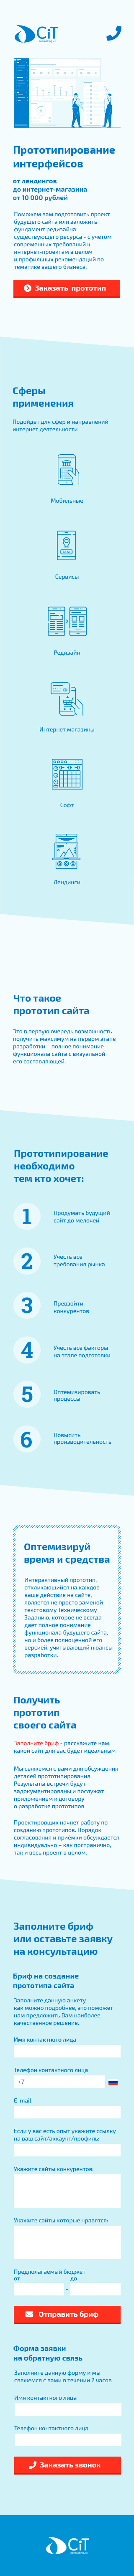 CiT
Прототипирование
интерфейсов
от лендингов
до интернет-магазина
от 10 000 рублей
Поможем вам подготовить проект
будущего сайта или заложить
фундамент редизайна
существующего ресурса - с учетом
современных требований к
интернет-проектам в целом
и профильных рекомендаций по
тематике вашего бизнеса.
Заказать прототип
Сферы
применения
Подойдет для сфер и направлений
интернет деятельности
Мобильные
Сервисы
Редизайн
Интернет магазины
Софт
Лендинги
Что такое
прототип сайта
Это в первую очередь возможность
получить максимум на первом этапе
разработки – полное понимание
функционала сайта с визуальной
его составляющей.
Прототипирование
необходимо
тем кто хочет:
1
Продумать будущий
сайт до мелочей
2
Учесть все
требования рынка
3
Превзойти
конкурентов
4
Учесть все факторы
на этапе подготовки
5
Оптимизировать
процессы
6
Повысить
производительность
Оптимизируй
время и средства
Интерактивный прототип,
откликающийся на каждое
ваше действие на сайте,
является не просто заменой
текстовому Техническому
Заданию, которое не всегда
дает полное понимание
функционала будущего сайта,
но и более полноценной его
версией, учитывающий нюансы
разработки.
Получить
прототип
своего сайта
Заполните бриф - расскажите нам,
какой сайт для вас будет идеальным
Мы свяжемся с вами для обсуждения
деталей прототипирования.
Результаты встречи будут
задокументированы и послужат
приложением к договору
о разработке прототипов
Проектировщик начнет работу по
созданию прототипов. Порядок
согласования и приёмки обсуждается
индивидуально – как построчно,
так и весь проект в целом.
Заполните бриф
или оставьте заявку
на консультацию
Бриф на создание
прототипа сайта
Заполните данную анкету
как можно подробнее, это поможет
нам предложить Вам наиболее
качественное решение.
Имя контактного лица
Телефон контактного лица
+7
E-mail
Если у вас есть опыт укажите ссылку
на ваш сайт/аккаунт/профиль:
Укажите сайты конкурентов:
Укажите сайты которые нравятся:
Предполагаемый бюджет
от до
–
Отправить бриф
Форма заявки
на обратную связь
Заполните данную форму и мы
свяжемся с вами в течении 2 часов
Имя контактного лица
Телефон контактного лица
Заказать звонок
CiT